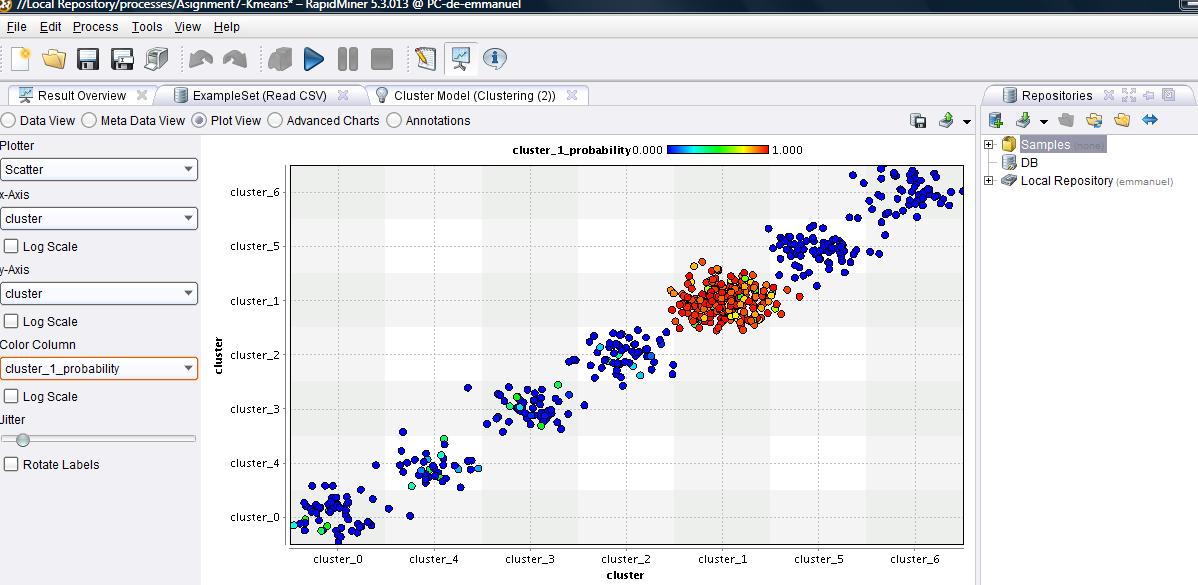 //Local Repository/processes/Asignment7-Kmeans* – RapidMiner 5.3.013 @ PC-de-emmanuel
File Edit Process Tools View Help
Result Overview ExampleSet (Read CSV) Cluster Model (Clustering (2)) Repositories
Data View Meta Data View Plot View Advanced Charts Annotations
Plotter
Scatter
x-Axis
cluster
Log Scale
y-Axis
cluster
Log Scale
Color Column
cluster_1_probability
Log Scale
Jitter
Rotate Labels
cluster_1_probability 0.000 1.000
cluster_6
cluster_5
cluster_1
cluster_2
cluster_3
cluster_4
cluster_0
cluster
cluster_0 cluster_4 cluster_3 cluster_2 cluster_1 cluster_5 cluster_6
cluster
Samples (none)
DB
Local Repository (emmanuel)